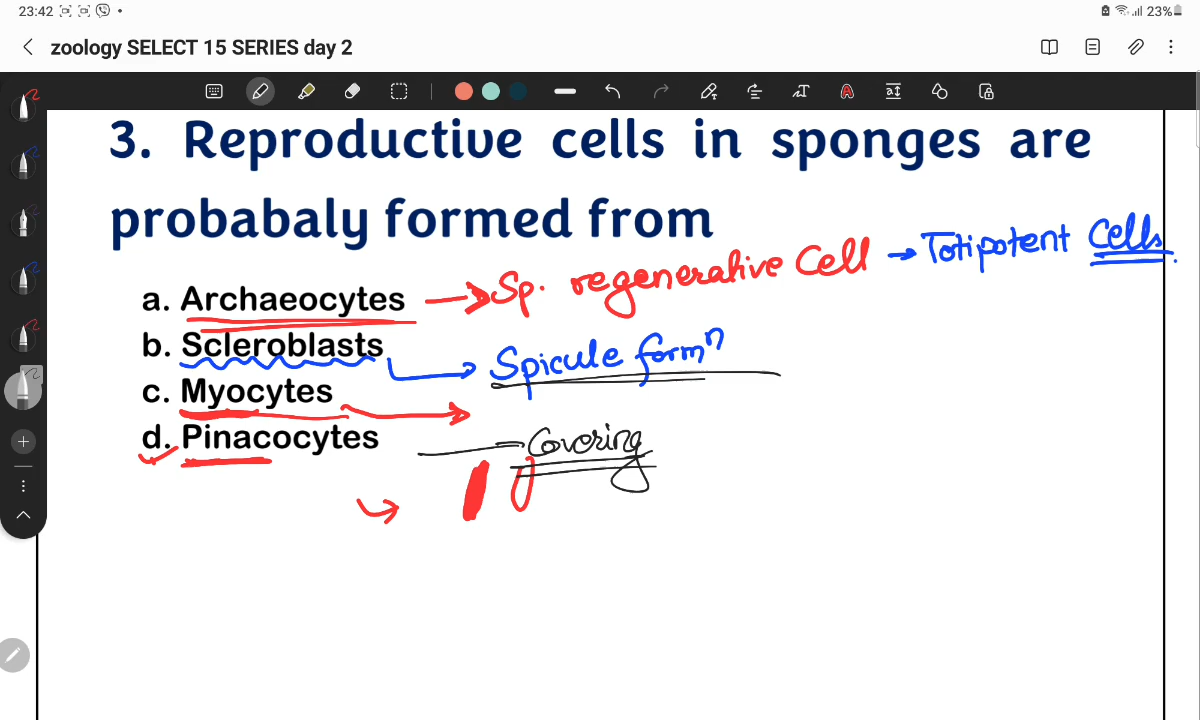 23:42 23%
zoology SELECT 15 SERIES day 2
3. Reproductive cells in sponges are
probabaly formed from
a. Archaeocytes → Sp. regenerative Cell → Totipotent Cells.
b. Scleroblasts → Spicule formⁿ
c. Myocytes →
d. Pinacocytes — Covering